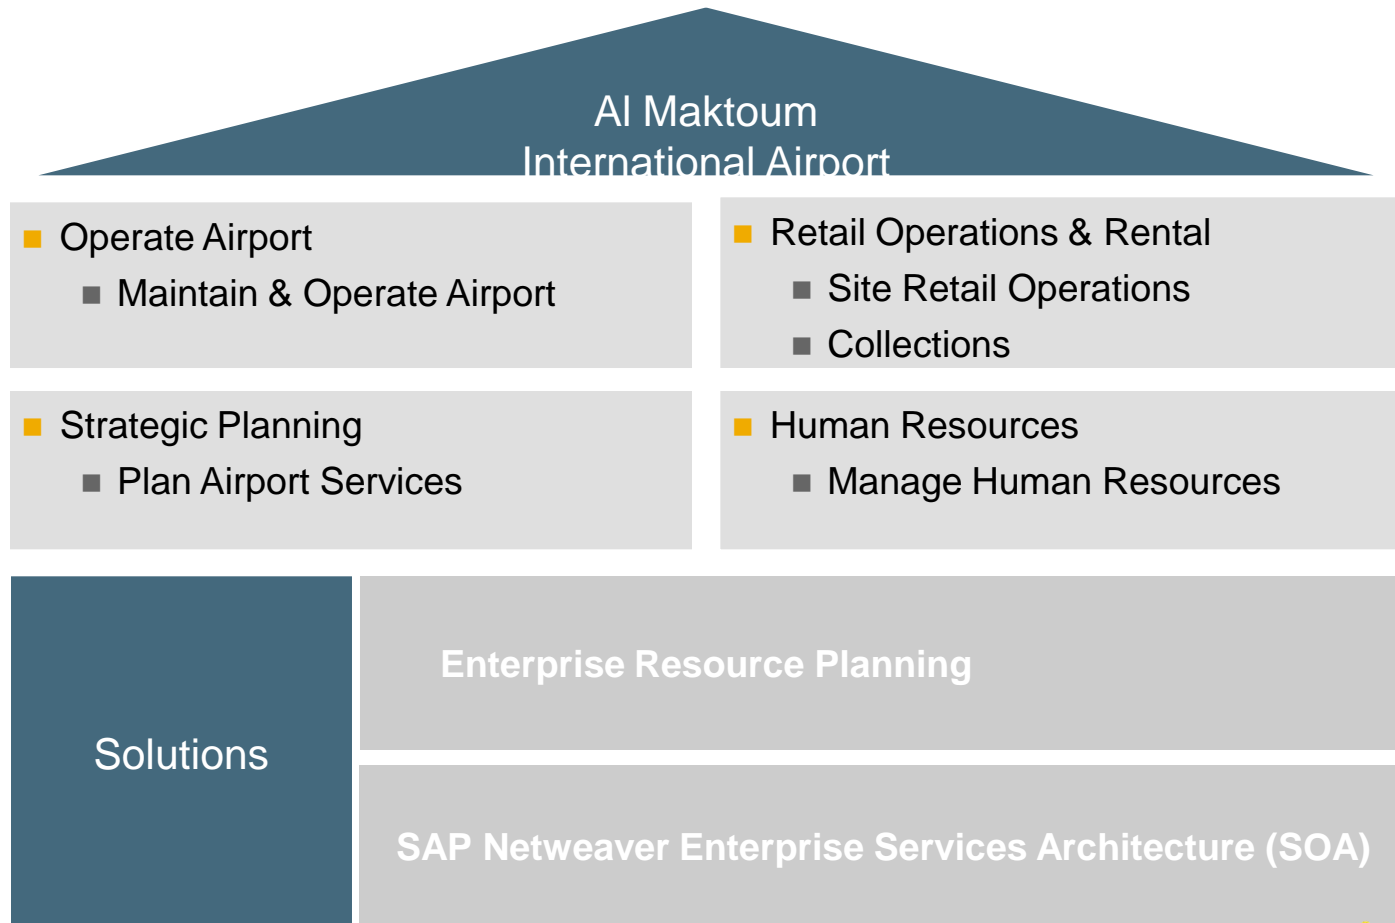 Al Maktoum
International Airport
Operate Airport
Maintain & Operate Airport
Retail Operations & Rental
Site Retail Operations
Collections
Strategic Planning
Plan Airport Services
Human Resources
Manage Human Resources
Solutions
Enterprise Resource Planning
SAP Netweaver Enterprise Services Architecture (SOA)